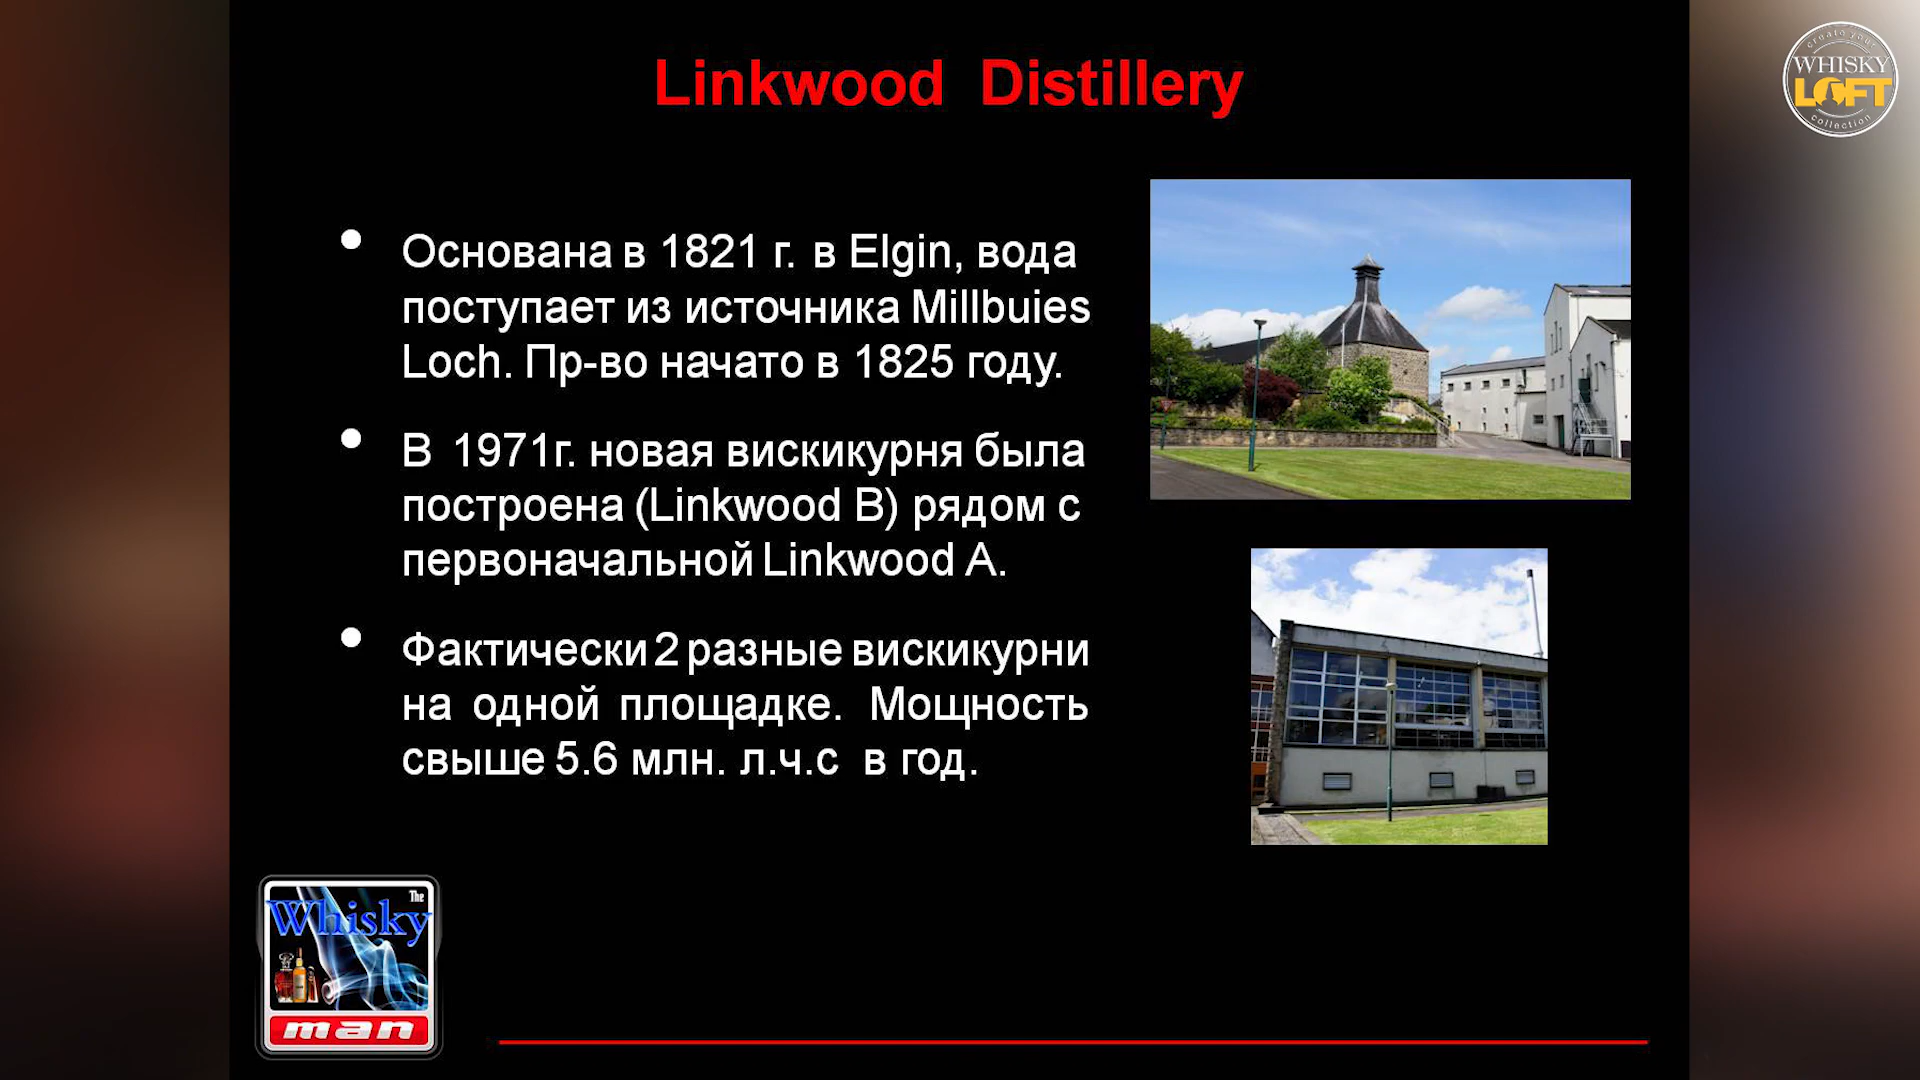 Linkwood Distillery
create your
WHISKY
LOFT
collection
• Основана в 1821 г. в Elgin, вода
поступает из источника Millbuies
Loch. Пр-во начато в 1825 году.
• В 1971г. новая вискикурня была
построена (Linkwood B) рядом с
первоначальной Linkwood A.
• Фактически 2 разные вискикурни
на одной площадке. Мощность
свыше 5.6 млн. л.ч.с в год.
The
Whisky
man